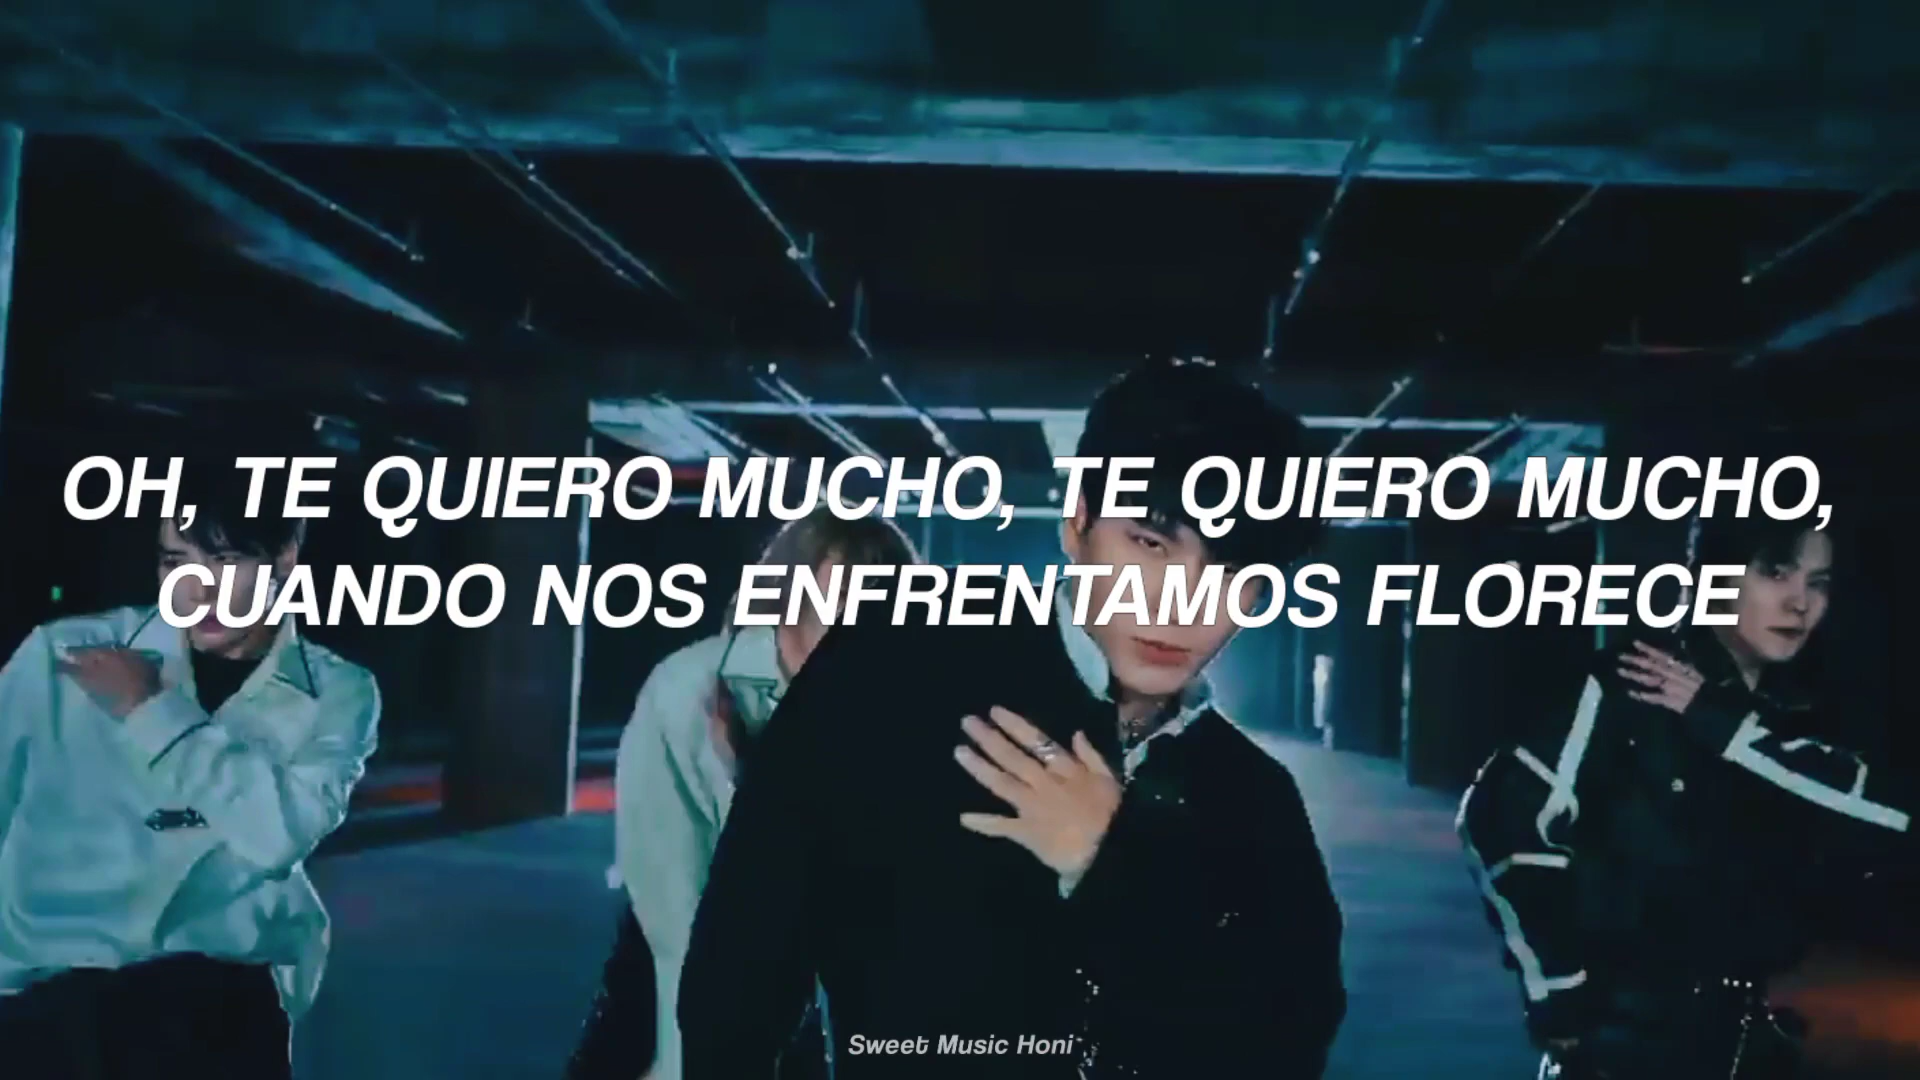 OH, TE QUIERO MUCHO, TE QUIERO MUCHO,
CUANDO NOS ENFRENTAMOS FLORECE
Sweet Music Honi